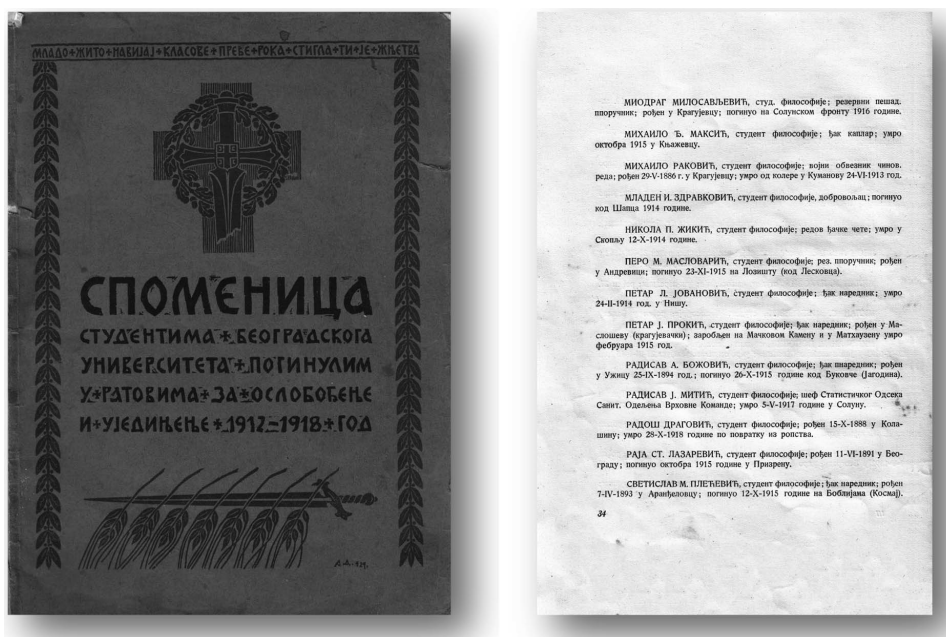 МЛАДО+ЖИТО+НАВИЈАЈ+КЛАСОВЕ+ПРЕЂЕ+РОКА+СТИГЛА+ТИ+ЈЕ+ЖЊЕТВА
СПОМЕНИЦА
СТУДЕНТИМА+БЕОГРАДСКОГА
УНИВЕРСИТЕТА+ПОГИНУЛИМ
У+РАТОВИМА+ЗА+ОСЛОБОЂЕЊЕ
И+УЈЕДИЊЕЊЕ+1912–1918+ГОД
МИОДРАГ МИЛОСАВЉЕВИЋ, студ. философије; резервни пешад.
ппоручник; рођен у Крагујевцу; погинуо на Солунском фронту 1916 године.
МИХАИЛО Ђ. МАКСИЋ, студент философије; ђак каплар; умро
октобра 1915 у Књажевцу.
МИХАИЛО РАКОВИЋ, студент философије; војни обвезник чинов.
реда; рођен 29-V-1886 г. у Крагујевцу; умро од колере у Куманову 24-VI-1913 год.
МЛАДЕН И. ЗДРАВКОВИЋ, студент философије, добровољац; погинуо
код Шапца 1914 године.
НИКОЛА П. ЖИКИЋ, студент философије; редов ђачке чете; умро у
Скопљу 12-X-1914 године.
ПЕРО М. МАСЛОВАРИЋ, студент философије; рез. ппоручник; рођен
у Андревици; погинуо 23-XI-1915 на Лозишту (код Лесковца).
ПЕТАР Л. ЈОВАНОВИЋ, студент философије; ђак наредник; умро
24-II-1914 год. у Нишу.
ПЕТАР Ј. ПРОКИЋ, студент философије; ђак наредник; рођен у Ма-
слошеву (крагујевачки); заробљен на Мачковом Камену и у Матхаузену умро
фебруара 1915 год.
РАДИСАВ А. БОЖОВИЋ, студент философије; ђак пнаредник; рођен
у Ужицу 25-IX-1894 год.; погинуо 26-X-1915 године код Буковче (Јагодина).
РАДИСАВ Ј. МИТИЋ, студент философије; шеф Статистичког Одсека
Санит. Одељења Врховне Команде; умро 5-V-1917 године у Солуну.
РАДОШ ДРАГОВИЋ, студент философије; рођен 15-X-1888 у Кола-
шину; умро 28-X-1918 године по повратку из ропства.
РАЈА СТ. ЛАЗАРЕВИЋ, студент философије; рођен 11-VI-1891 у Бео-
граду; погинуо октобра 1915 године у Призрену.
СВЕТИСЛАВ М. ПЛЕЋЕВИЋ, студент философије; ђак наредник; рођен
7-IV-1893 у Аранђеловцу; погинуо 12-X-1915 године на Боблијама (Космај).
34